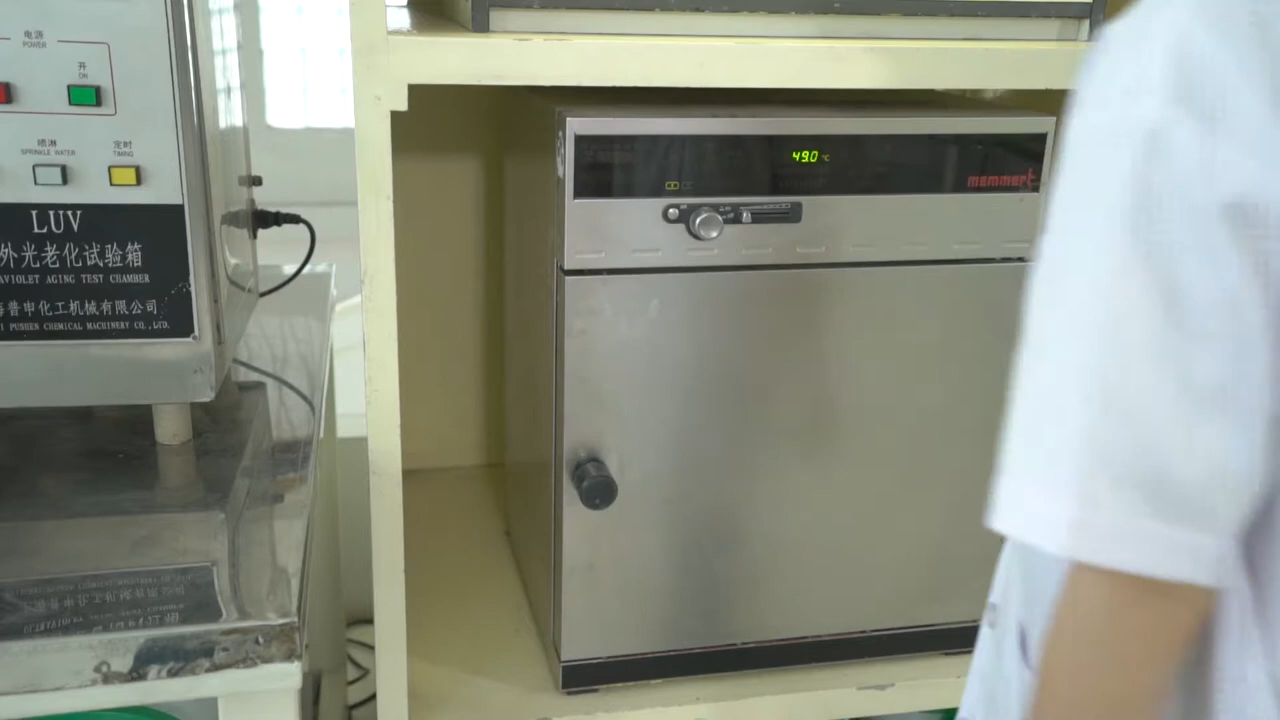 电源
POWER
开
ON
喷淋
SPRINKLE WATER
定时
TIMING
LUV
外光老化试验箱
AVIOLET AGING TEST CHAMBER
海普申化工机械有限公司
I PUSHEN CHEMICAL MACHINERY CO.,LTD.
49.0 °C
memmert